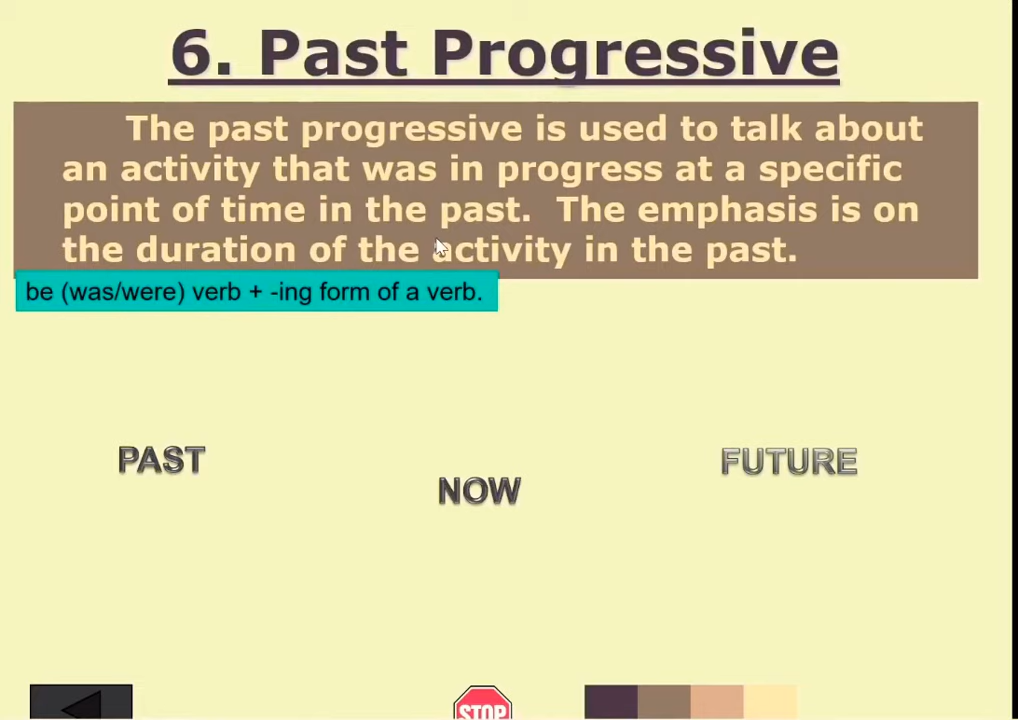 6. Past Progressive
The past progressive is used to talk about
an activity that was in progress at a specific
point of time in the past. The emphasis is on
the duration of the activity in the past.
be (was/were) verb + -ing form of a verb.
PAST
NOW
FUTURE
STOP